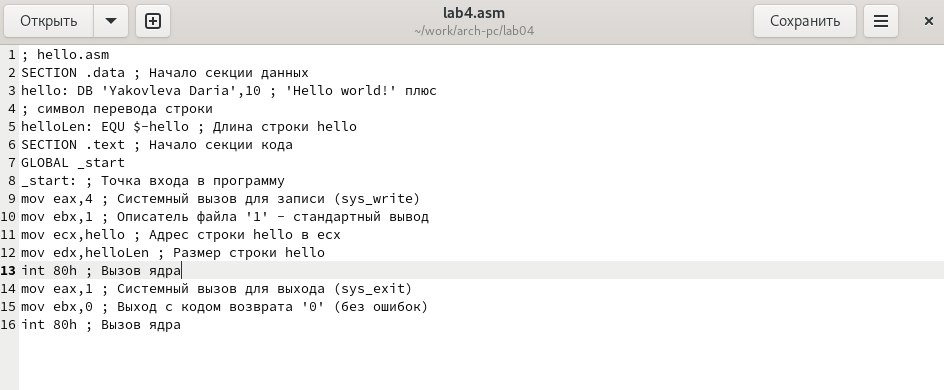 Открыть
lab4.asm
~/work/arch-pc/lab04
Сохранить
1 ; hello.asm
2 SECTION .data ; Начало секции данных
3 hello: DB 'Yakovleva Daria',10 ; 'Hello world!' плюс
4 ; символ перевода строки
5 helloLen: EQU $-hello ; Длина строки hello
6 SECTION .text ; Начало секции кода
7 GLOBAL _start
8 _start: ; Точка входа в программу
9 mov eax,4 ; Системный вызов для записи (sys_write)
10 mov ebx,1 ; Описатель файла '1' - стандартный вывод
11 mov ecx,hello ; Адрес строки hello в ecx
12 mov edx,helloLen ; Размер строки hello
13 int 80h ; Вызов ядра
14 mov eax,1 ; Системный вызов для выхода (sys_exit)
15 mov ebx,0 ; Выход с кодом возврата '0' (без ошибок)
16 int 80h ; Вызов ядра